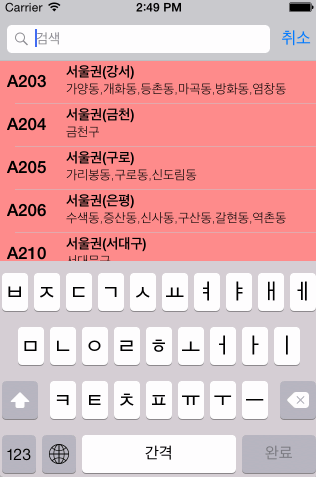 Carrier 2:49 PM
검색 취소
A203 서울권(강서)
가양동,개화동,등촌동,마곡동,방화동,염창동
A204 서울권(금천)
금천구
A205 서울권(구로)
가리봉동,구로동,신도림동
A206 서울권(은평)
수색동,증산동,신사동,구산동,갈현동,역촌동
A210 서울권(서대구)
서대문구
ㅂ ㅈ ㄷ ㄱ ㅅ ㅛ ㅕ ㅑ ㅐ ㅔ
ㅁ ㄴ ㅇ ㄹ ㅎ ㅗ ㅓ ㅏ ㅣ
ㅋ ㅌ ㅊ ㅍ ㅠ ㅜ ㅡ
123 간격 완료